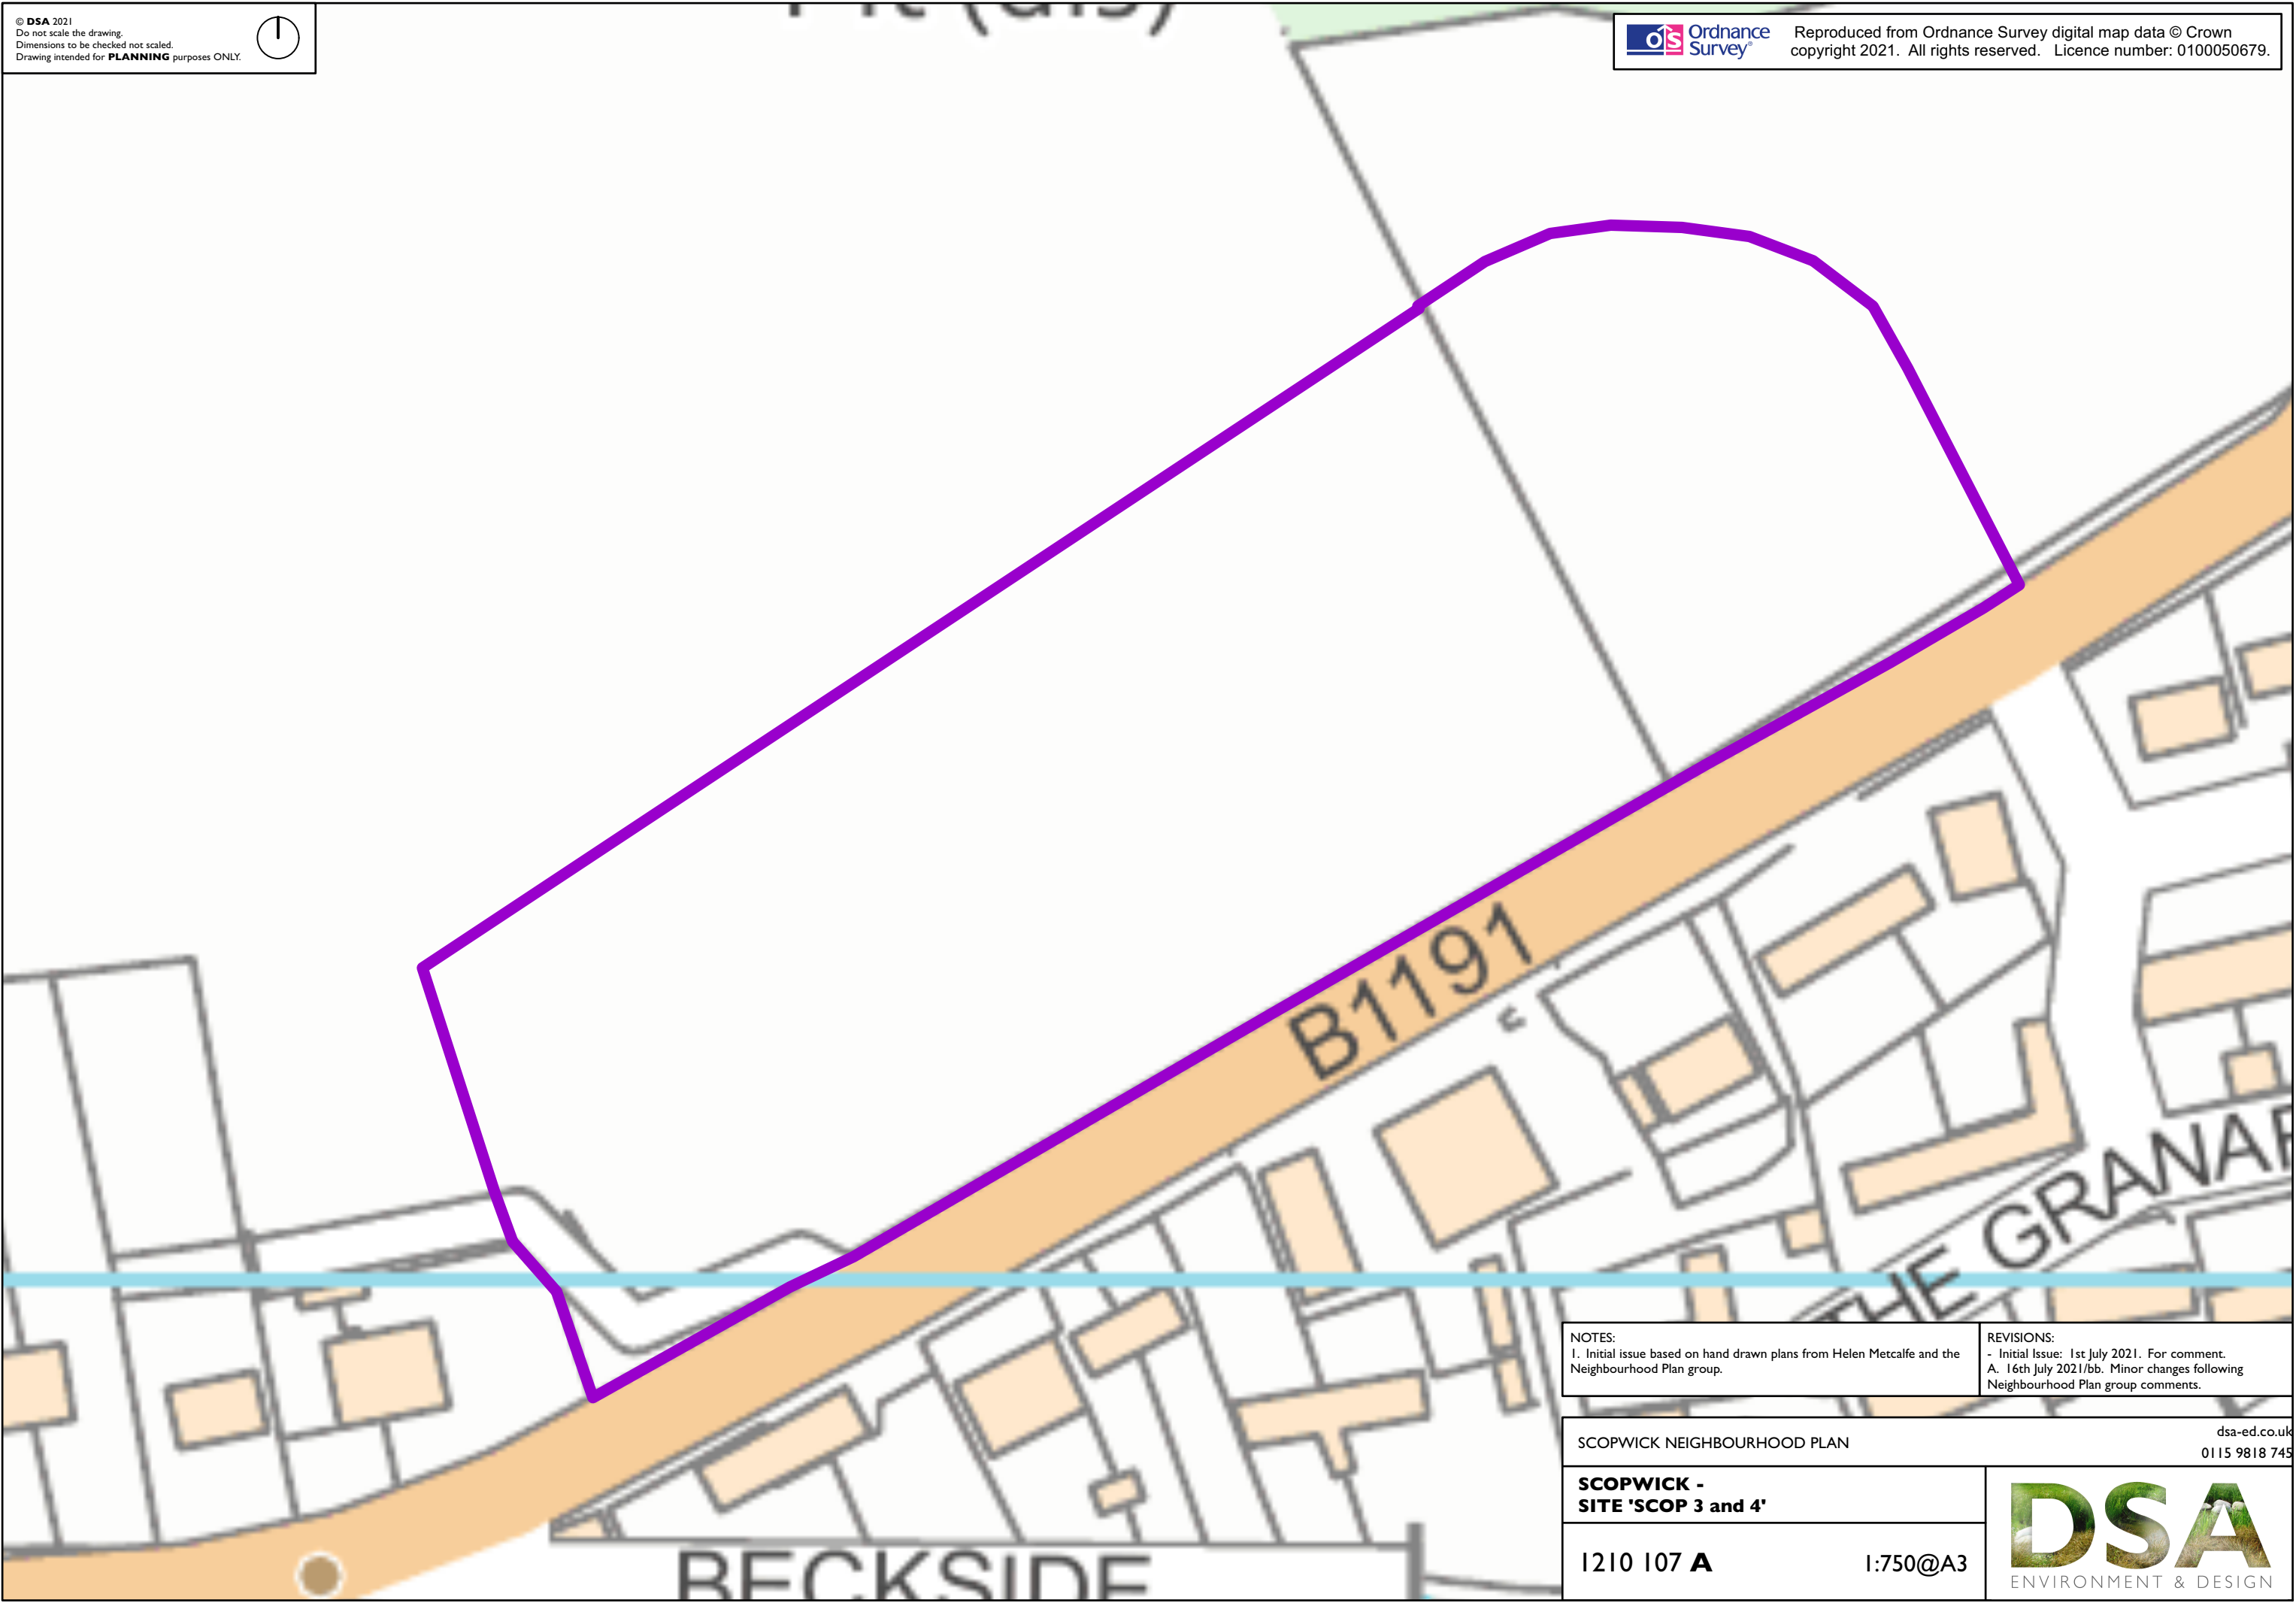 © DSA 2021
Do not scale the drawing.
Dimensions to be checked not scaled.
Drawing intended for PLANNING purposes ONLY.
Ordnance
Survey®
Reproduced from Ordnance Survey digital map data © Crown
copyright 2021. All rights reserved. Licence number: 0100050679.
(dis)
B1191
THE
BECKSIDE
NOTES:
1. Initial issue based on hand drawn plans from Helen Metcalfe and the
Neighbourhood Plan group.
REVISIONS:
- Initial Issue: 1st July 2021. For comment.
A. 16th July 2021/bb. Minor changes following
Neighbourhood Plan group comments.
SCOPWICK NEIGHBOURHOOD PLAN
dsa-ed.co.uk
0115 9818 745
SCOPWICK -
SITE 'SCOP 3 and 4'
1210 107 A
1:750@A3
DSA
ENVIRONMENT & DESIGN